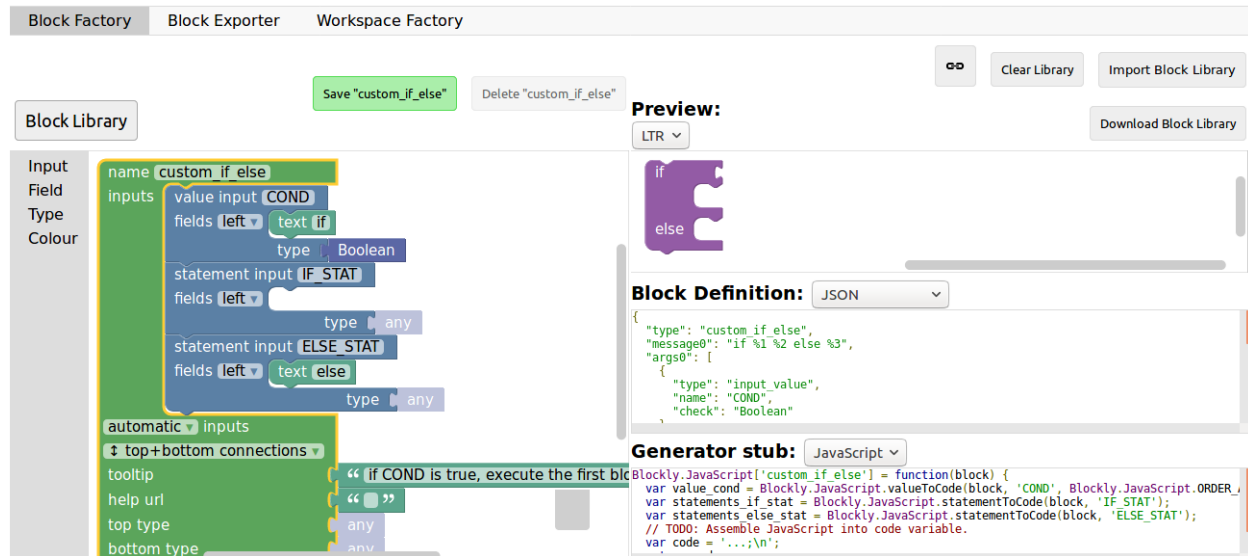 Block Factory Block Exporter Workspace Factory
Clear Library Import Block Library
Save "custom_if_else" Delete "custom_if_else"
Block Library
Preview:
LTR
Download Block Library
Input
Field
Type
Colour
name custom_if_else
inputs value input COND
fields left text if
type Boolean
statement input IF_STAT
fields left
type any
statement input ELSE_STAT
fields left text else
type any
automatic inputs
↕ top+bottom connections
tooltip “ if COND is true, execute the first blo
help url “ ”
top type any
bottom type any
if
else
Block Definition: JSON
{
"type": "custom_if_else",
"message0": "if %1 %2 else %3",
"args0": [
{
"type": "input_value",
"name": "COND",
"check": "Boolean"
Generator stub: JavaScript
Blockly.JavaScript['custom_if_else'] = function(block) {
var value_cond = Blockly.JavaScript.valueToCode(block, 'COND', Blockly.JavaScript.ORDER_
var statements_if_stat = Blockly.JavaScript.statementToCode(block, 'IF_STAT');
var statements_else_stat = Blockly.JavaScript.statementToCode(block, 'ELSE_STAT');
// TODO: Assemble JavaScript into code variable.
var code = '...;\n';